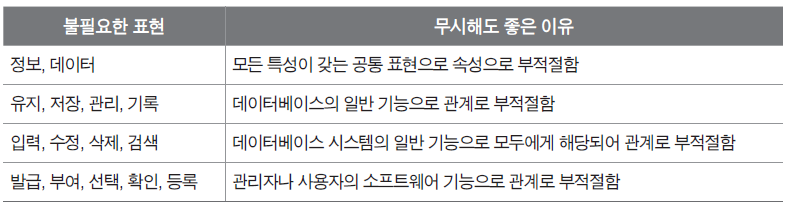 불필요한 표현 무시해도 좋은 이유
정보, 데이터 모든 특성이 갖는 공통 표현으로 속성으로 부적절함
유지, 저장, 관리, 기록 데이터베이스의 일반 기능으로 관계로 부적절함
입력, 수정, 삭제, 검색 데이터베이스 시스템의 일반 기능으로 모두에게 해당되어 관계로 부적절함
발급, 부여, 선택, 확인, 등록 관리자나 사용자의 소프트웨어 기능으로 관계로 부적절함